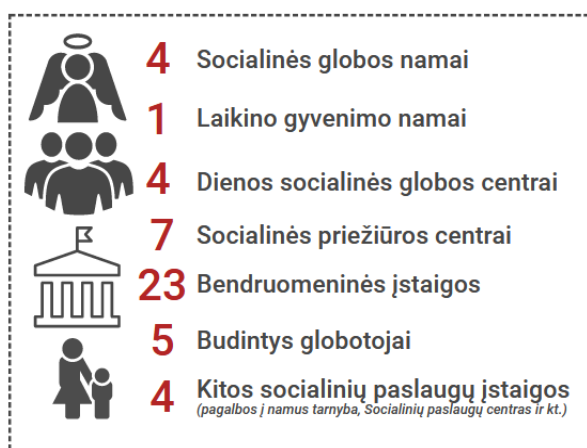 4 Socialinės globos namai
1 Laikino gyvenimo namai
4 Dienos socialinės globos centrai
7 Socialinės priežiūros centrai
23 Bendruomeninės įstaigos
5 Budintys globotojai
4 Kitos socialinių paslaugų įstaigos
(pagalbos į namus tarnyba, Socialinių paslaugų centras ir kt.)